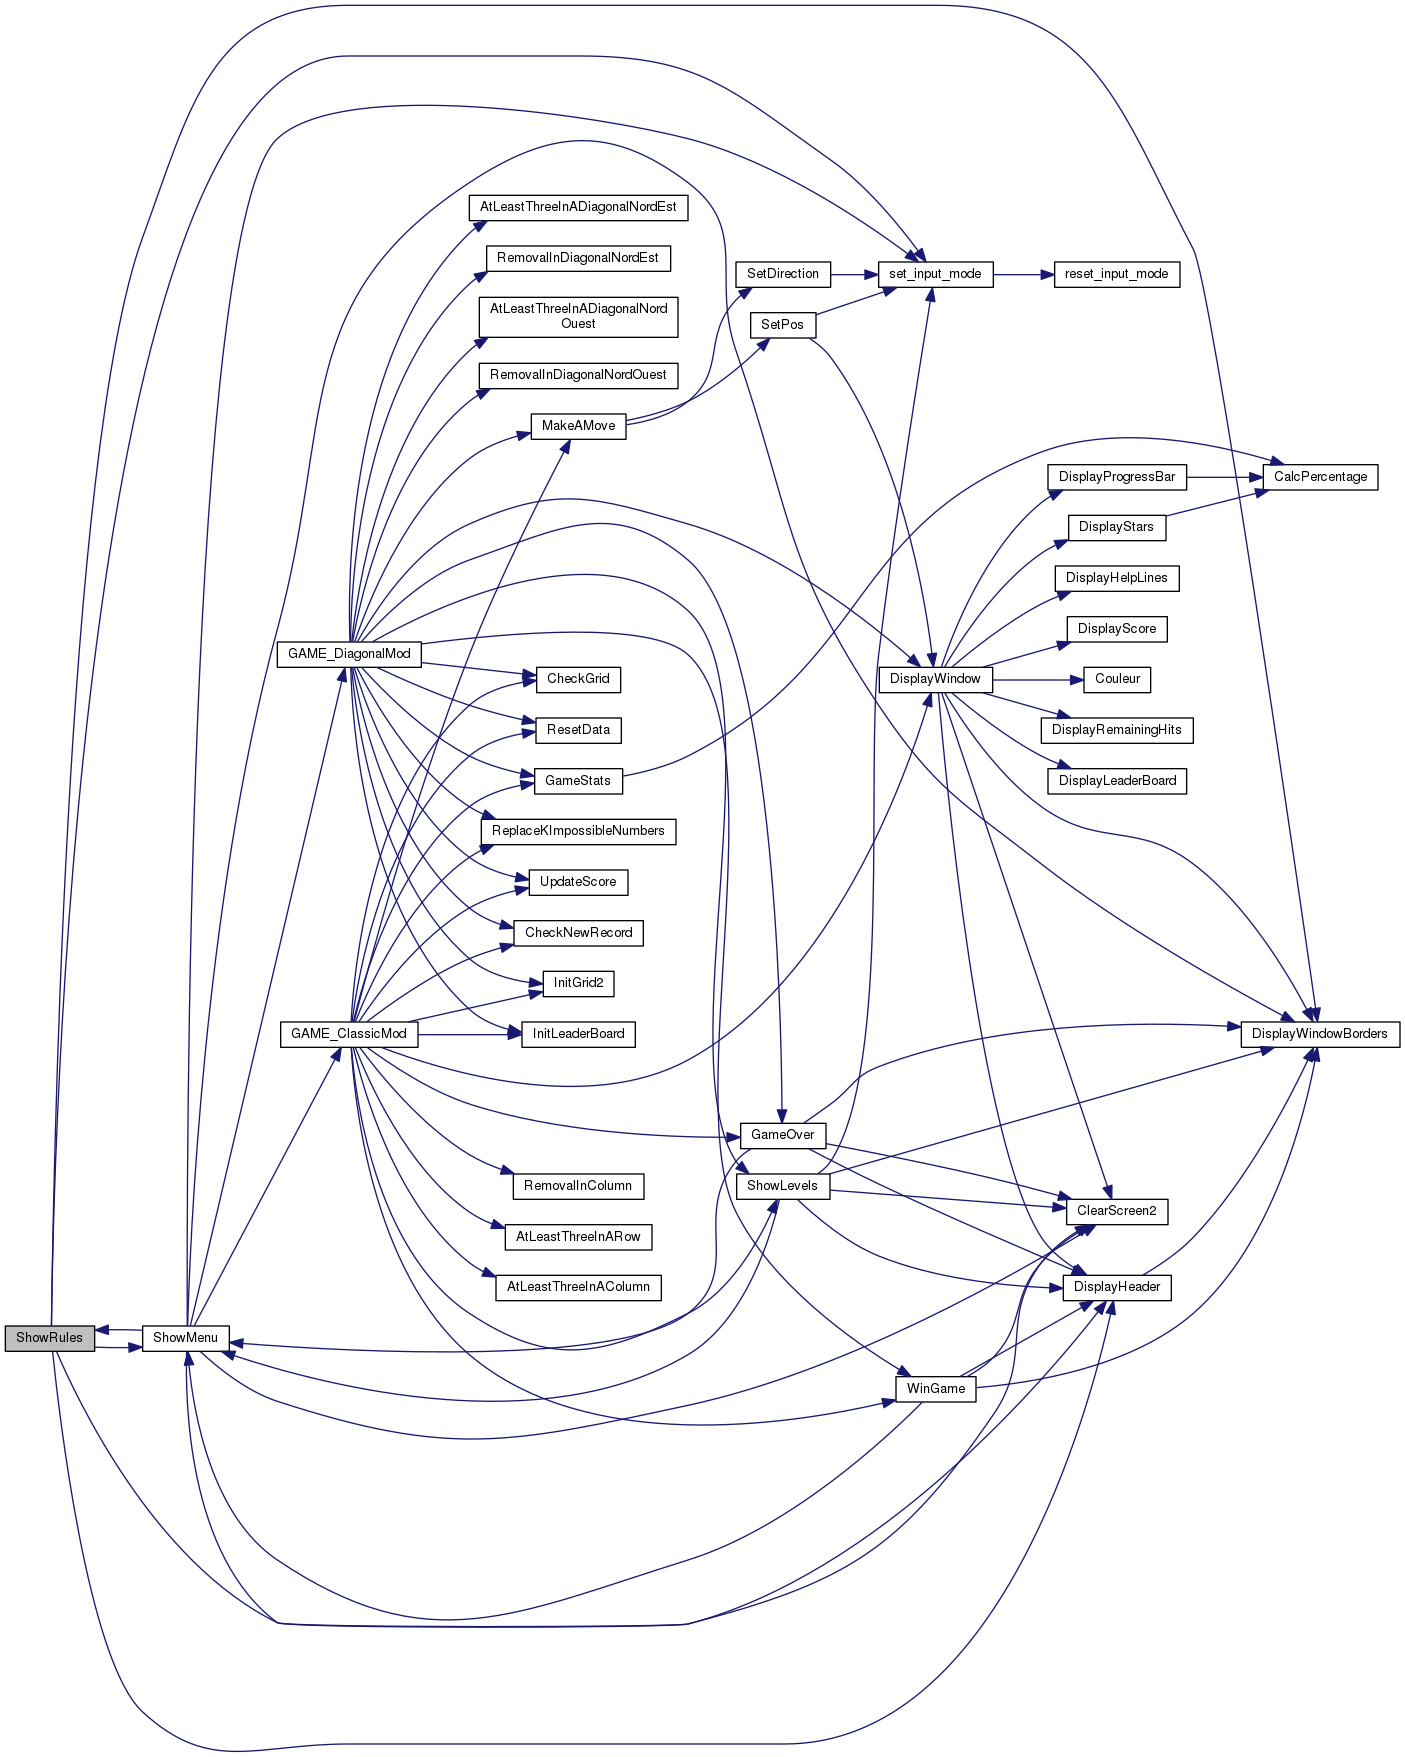 AtLeastThreeInADiagonalNordEst
RemovalInDiagonalNordEst
SetDirection
set_input_mode
reset_input_mode
AtLeastThreeInADiagonalNord
Ouest
SetPos
RemovalInDiagonalNordOuest
MakeAMove
DisplayProgressBar
CalcPercentage
DisplayStars
DisplayHelpLines
DisplayScore
GAME_DiagonalMod
CheckGrid
DisplayWindow
Couleur
ResetData
DisplayRemainingHits
GameStats
DisplayLeaderBoard
ReplaceKImpossibleNumbers
UpdateScore
CheckNewRecord
InitGrid2
GAME_ClassicMod
InitLeaderBoard
DisplayWindowBorders
GameOver
RemovalInColumn
ShowLevels
ClearScreen2
AtLeastThreeInARow
AtLeastThreeInAColumn
DisplayHeader
ShowRules
ShowMenu
WinGame